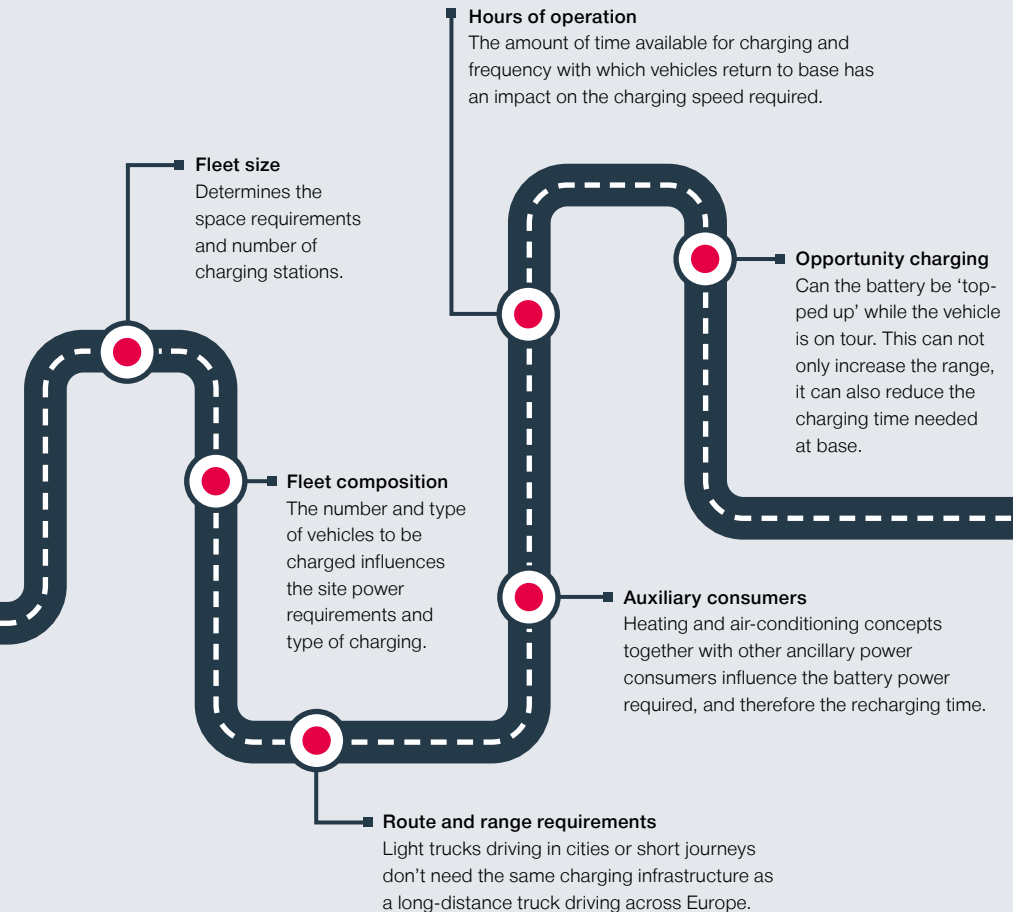 Hours of operation
The amount of time available for charging and
frequency with which vehicles return to base has
an impact on the charging speed required.
Fleet size
Determines the
space requirements
and number of
charging stations.
Opportunity charging
Can the battery be ‘top-
ped up’ while the vehicle
is on tour. This can not
only increase the range,
it can also reduce the
charging time needed
at base.
Fleet composition
The number and type
of vehicles to be
charged influences
the site power
requirements and
type of charging.
Auxiliary consumers
Heating and air-conditioning concepts
together with other ancillary power
consumers influence the battery power
required, and therefore the recharging time.
Route and range requirements
Light trucks driving in cities or short journeys
don’t need the same charging infrastructure as
a long-distance truck driving across Europe.